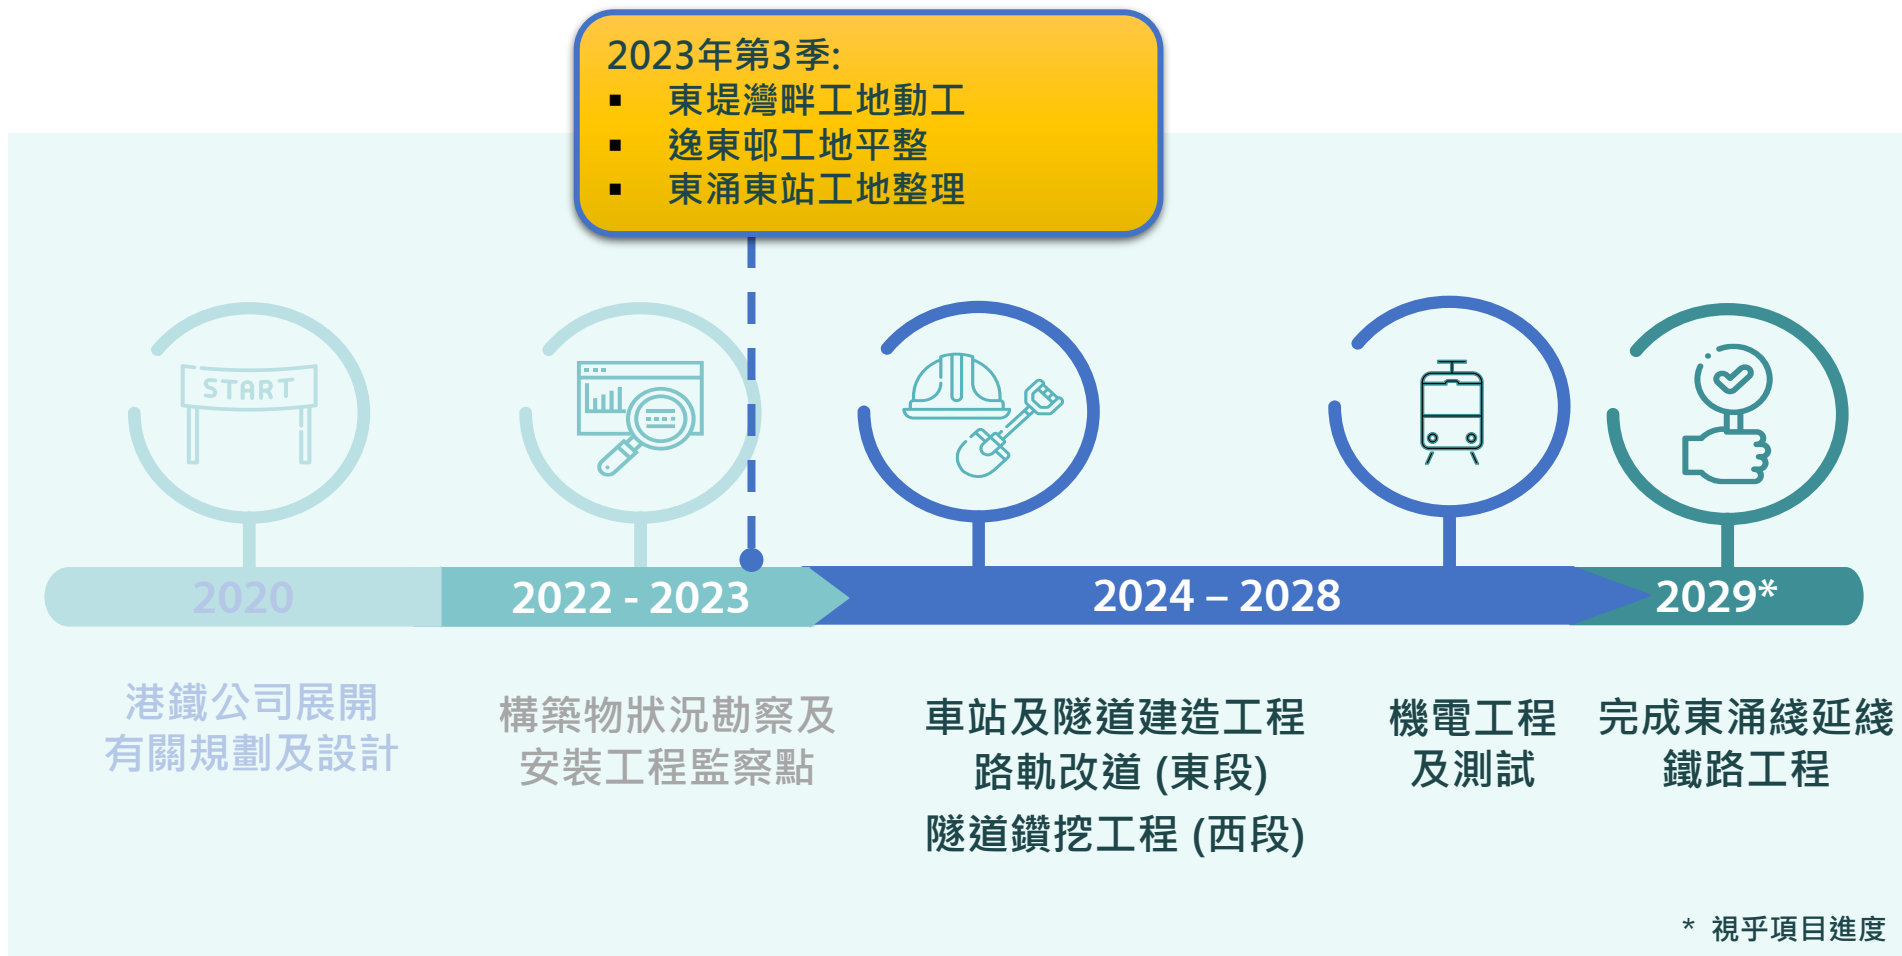 2023年第3季:
▪ 東堤灣畔工地動工
▪ 逸東邨工地平整
▪ 東涌東站工地整理
START
2020
2022 - 2023
2024 – 2028
2029*
港鐵公司展開
有關規劃及設計
構築物狀況勘察及
安裝工程監察點
車站及隧道建造工程
路軌改道 (東段)
隧道鑽挖工程 (西段)
機電工程
及測試
完成東涌綫延綫
鐵路工程
* 視乎項目進度